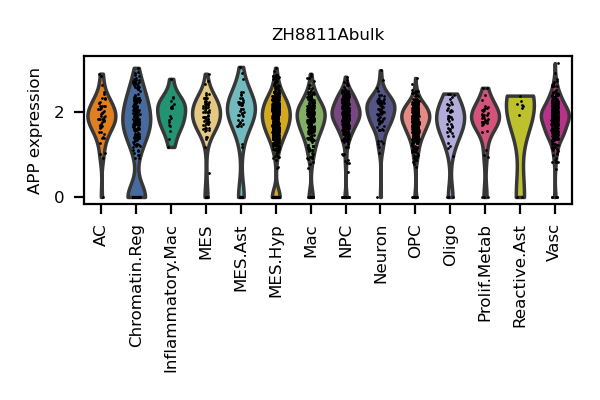 ZH8811Abulk
APP expression
2
0
AC
Chromatin.Reg
Inflammatory.Mac
MES
MES.Ast
MES.Hyp
Mac
NPC
Neuron
OPC
Oligo
Prolif.Metab
Reactive.Ast
Vasc